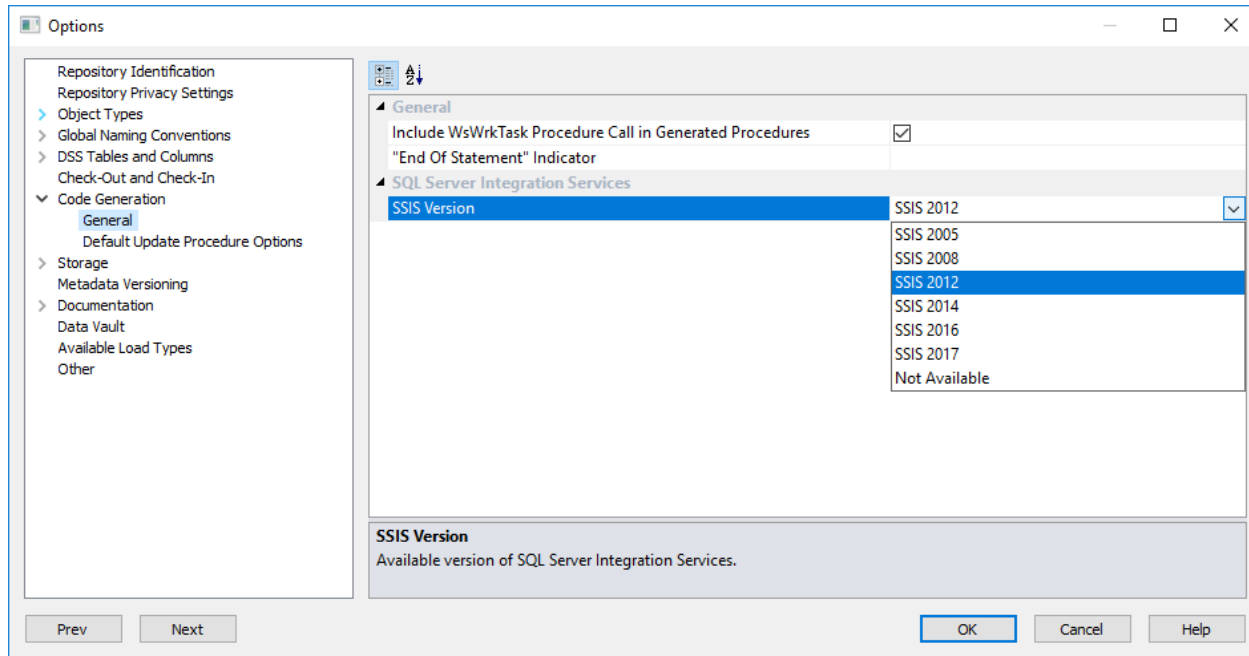 Options
Repository Identification
Repository Privacy Settings
Object Types
Global Naming Conventions
DSS Tables and Columns
Check-Out and Check-In
Code Generation
General
Default Update Procedure Options
Storage
Metadata Versioning
Documentation
Data Vault
Available Load Types
Other
General
Include WsWrkTask Procedure Call in Generated Procedures
"End Of Statement" Indicator
SQL Server Integration Services
SSIS Version SSIS 2012
SSIS 2005
SSIS 2008
SSIS 2012
SSIS 2014
SSIS 2016
SSIS 2017
Not Available
SSIS Version
Available version of SQL Server Integration Services.
Prev Next OK Cancel Help